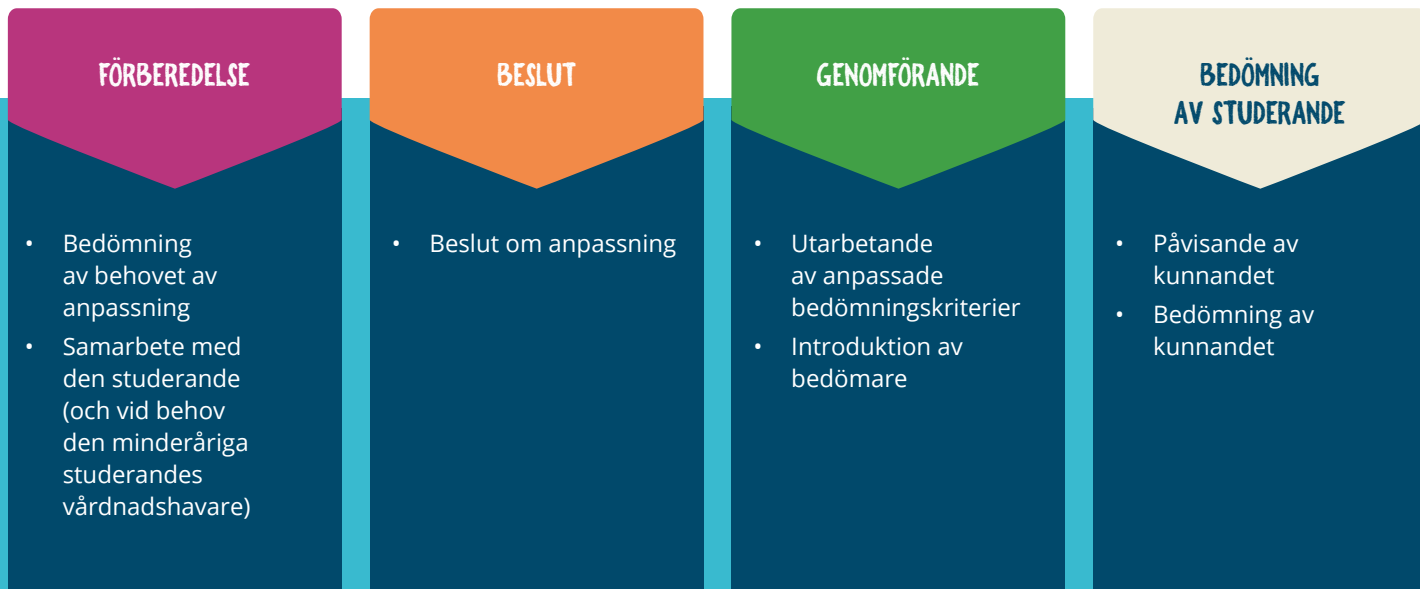 FÖRBEREDELSE
• Bedömning
av behovet av
anpassning
• Samarbete med
den studerande
(och vid behov
den minderåriga
studerandes
vårdnadshavare)
BESLUT
• Beslut om anpassning
GENOMFÖRANDE
• Utarbetande
av anpassade
bedömningskriterier
• Introduktion av
bedömare
BEDÖMNING
AV STUDERANDE
• Påvisande av
kunnandet
• Bedömning av
kunnandet